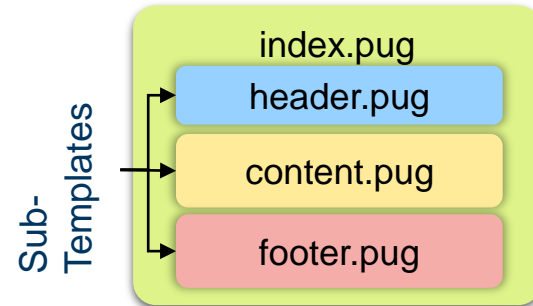 index.pug
header.pug
content.pug
footer.pug
Sub-
Templates